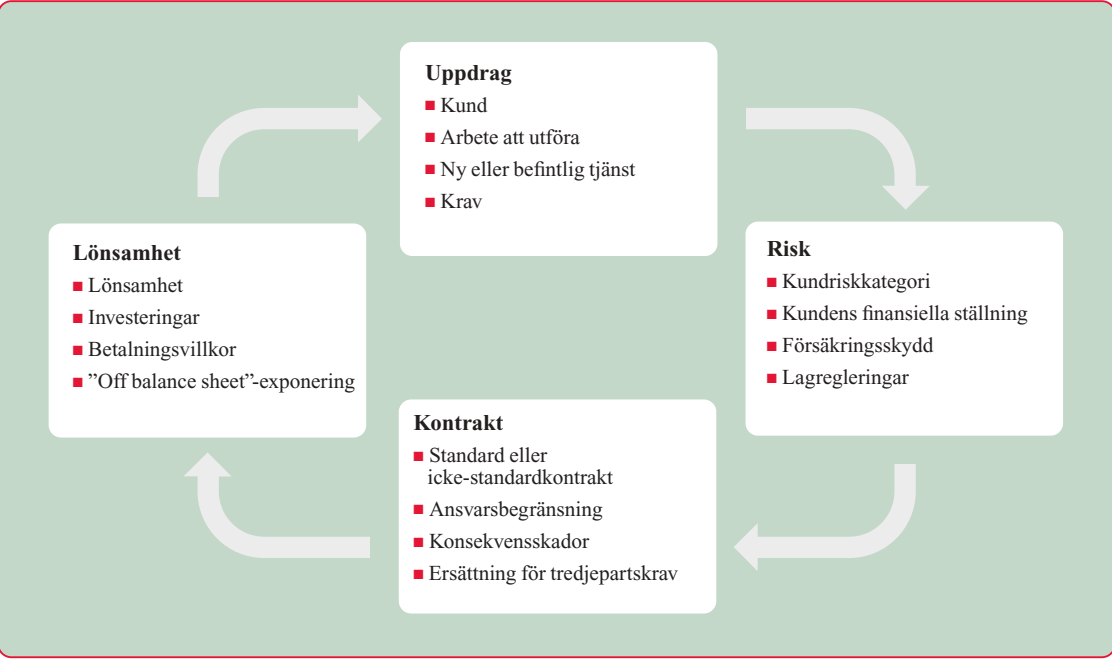 Uppdrag
■ Kund
■ Arbete att utföra
■ Ny eller befintlig tjänst
■ Krav
Risk
■ Kundriskkategori
■ Kundens finansiella ställning
■ Försäkringsskydd
■ Lagregleringar
Kontrakt
■ Standard eller
icke-standardkontrakt
■ Ansvarsbegränsning
■ Konsekvensskador
■ Ersättning för tredjepartskrav
Lönsamhet
■ Lönsamhet
■ Investeringar
■ Betalningsvillkor
■ ”Off balance sheet”-exponering